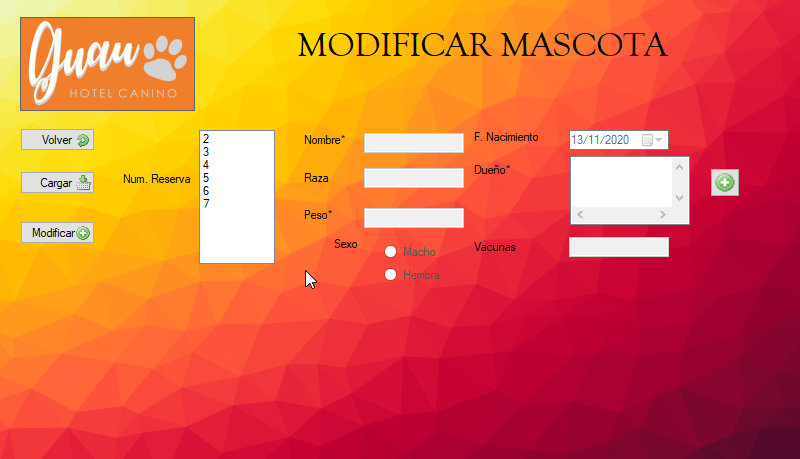 Guau
HOTEL CANINO
MODIFICAR MASCOTA
Volver
Cargar
Modificar
Num. Reserva
2
3
4
5
6
7
Nombre*
Raza
Peso*
Sexo
Macho
Hembra
F. Nacimiento
13/11/2020
Dueño*
Vacunas